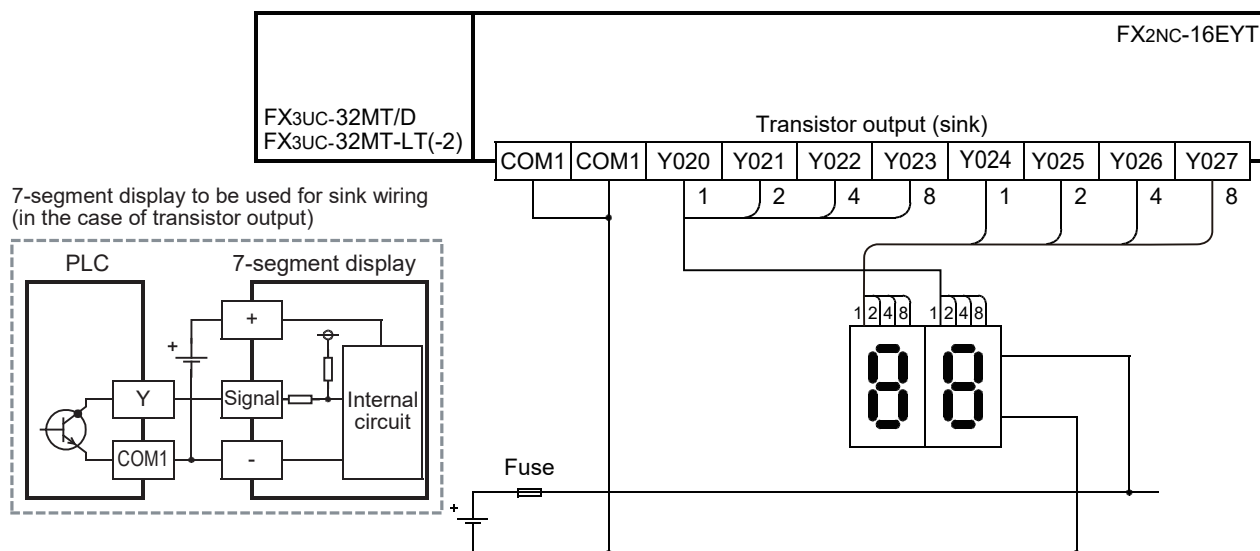 FX2NC-16EYT
FX3UC-32MT/D
FX3UC-32MT-LT(-2)
Transistor output (sink)
COM1 COM1 Y020 Y021 Y022 Y023 Y024 Y025 Y026 Y027
1 2 4 8 1 2 4 8
7-segment display to be used for sink wiring
(in the case of transistor output)
PLC 7-segment display
+
+
Y Signal Internal
circuit
COM1 -
1 2 4 8 1 2 4 8
8 8
Fuse
+